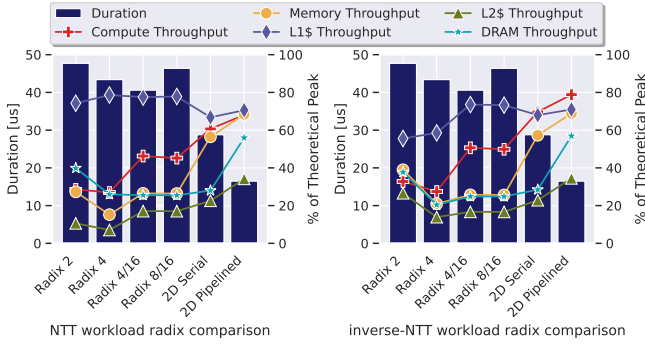 Duration
Memory Throughput
L2$ Throughput
Compute Throughput
L1$ Throughput
DRAM Throughput
50
40
30
20
10
0
Duration [us]
100
80
60
40
20
0
% of Theoretical Peak
Radix 2
Radix 4
Radix 4/16
Radix 8/16
2D Serial
2D Pipelined
NTT workload radix comparison
50
40
30
20
10
0
Duration [us]
100
80
60
40
20
0
% of Theoretical Peak
Radix 2
Radix 4
Radix 4/16
Radix 8/16
2D Serial
2D Pipelined
inverse-NTT workload radix comparison